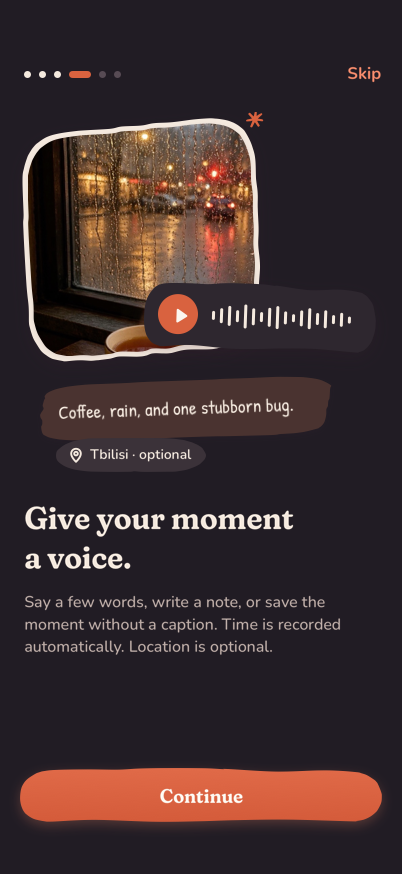 Skip
Coffee, rain, and one stubborn bug.
Tbilisi · optional
Give your moment
a voice.
Say a few words, write a note, or save the
moment without a caption. Time is recorded
automatically. Location is optional.
Continue